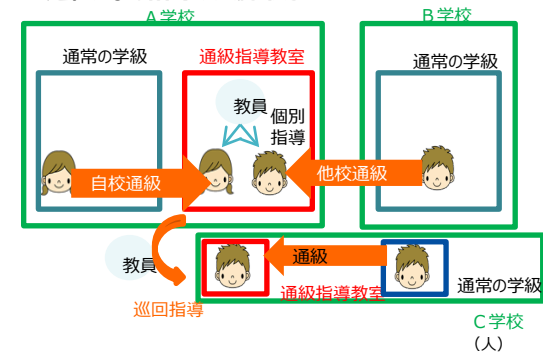 A学校
B学校
通常の学級
通級指導教室
通常の学級
教員
個別
指導
自校通級
他校通級
教員
通級
通級指導教室
通常の学級
巡回指導
C学校
(人)